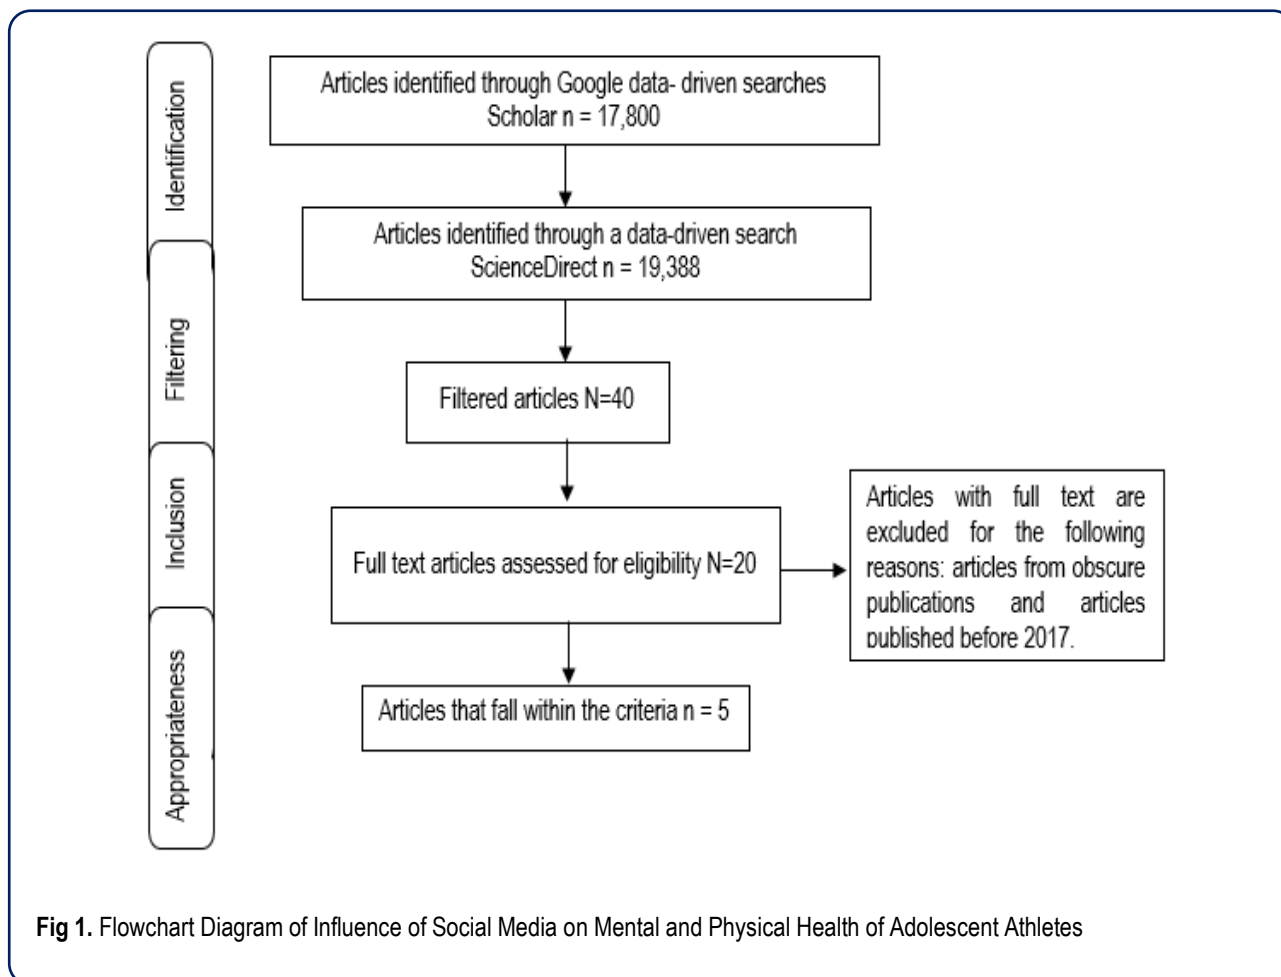 Identification
Articles identified through Google data- driven searches
Scholar n = 17,800
Articles identified through a data-driven search
ScienceDirect n = 19,388
Filtering
Filtered articles N=40
Inclusion
Full text articles assessed for eligibility N=20
Articles with full text are
excluded for the following
reasons: articles from obscure
publications and articles
published before 2017.
Appropriateness
Articles that fall within the criteria n = 5
Fig 1. Flowchart Diagram of Influence of Social Media on Mental and Physical Health of Adolescent Athletes